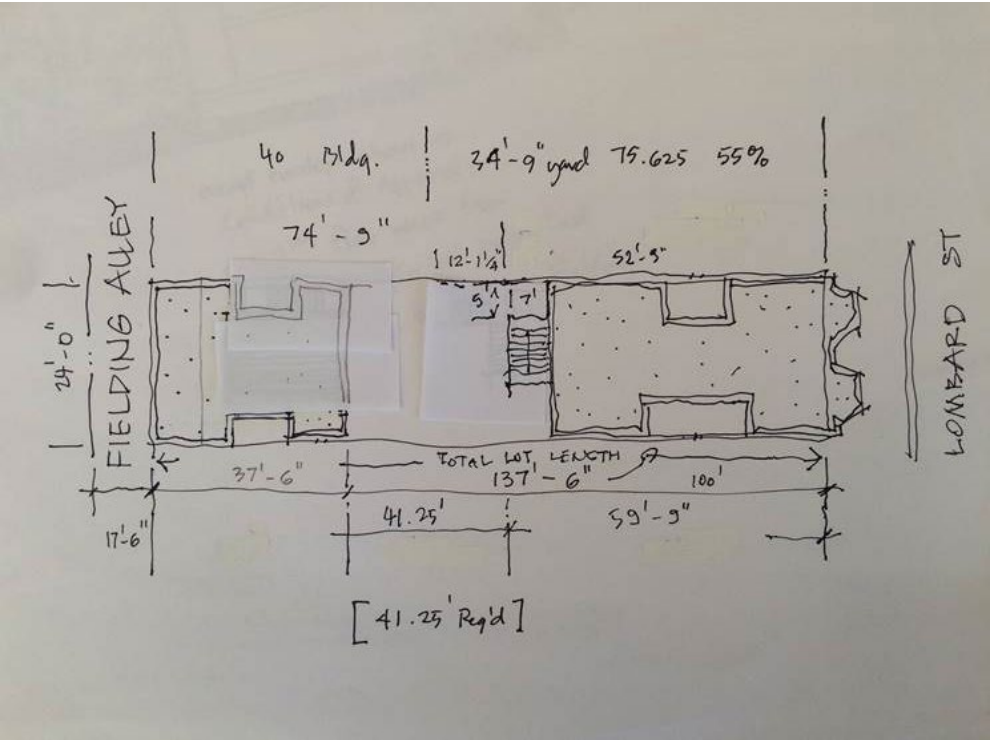 40 Bldg. 34'-9" yard 75.625 55%
74'-9"
12'-1¼" 52'-9"
5' 7'
24'-0"
FIELDING ALLEY
LOMBARD ST
TOTAL LOT LENGTH
37'-6" 137'-6" 100'
17'-6" 41.25' 59'-9"
[41.25' Req'd]